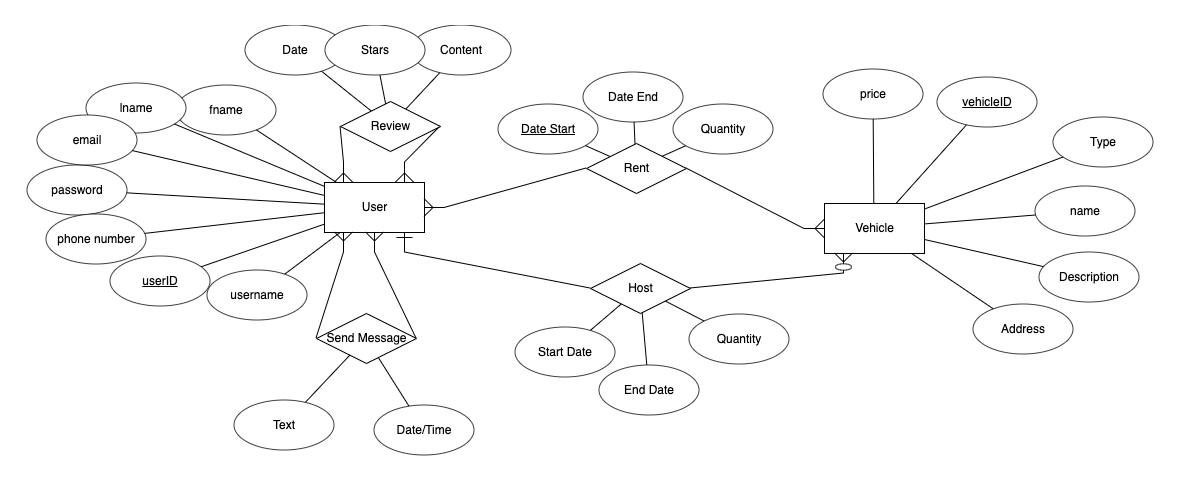 Date
Stars
Content
lname
fname
email
password
phone number
userID
username
Review
User
Send Message
Text
Date/Time
Date Start
Date End
Quantity
Rent
Host
Start Date
End Date
Quantity
price
vehicleID
Type
name
Description
Address
Vehicle